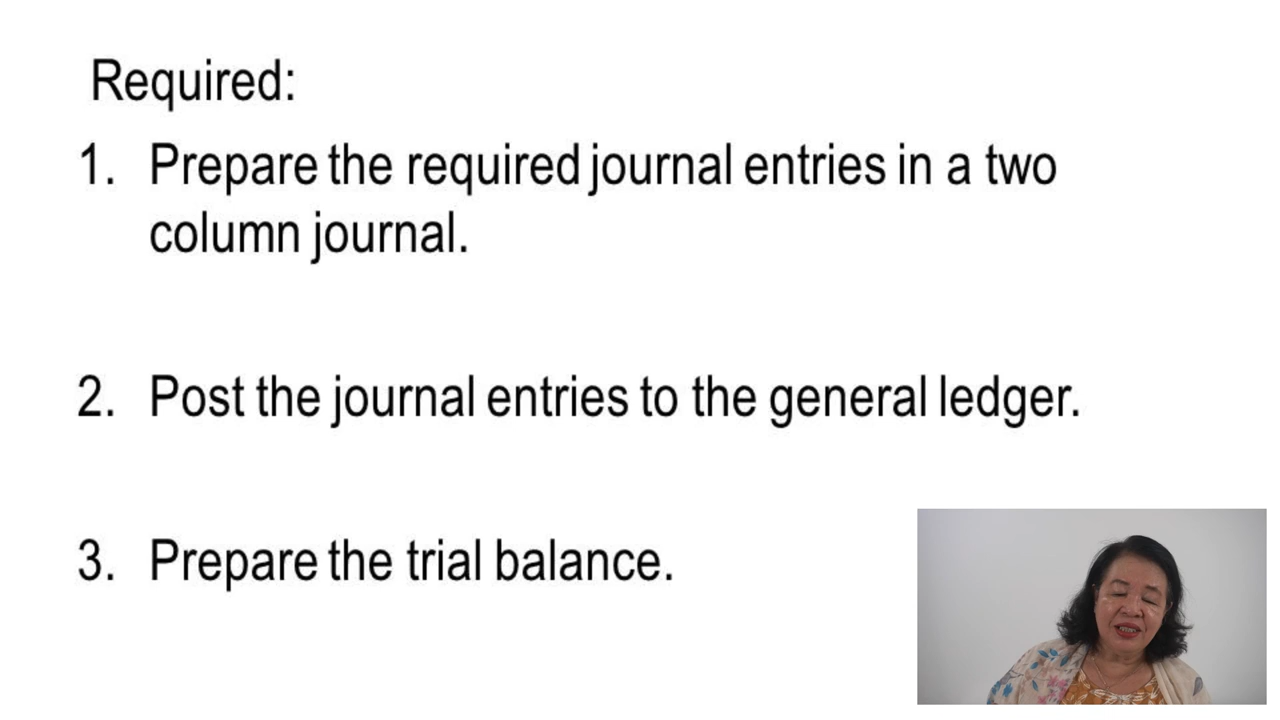 Required:
1. Prepare the required journal entries in a two
column journal.
2. Post the journal entries to the general ledger.
3. Prepare the trial balance.